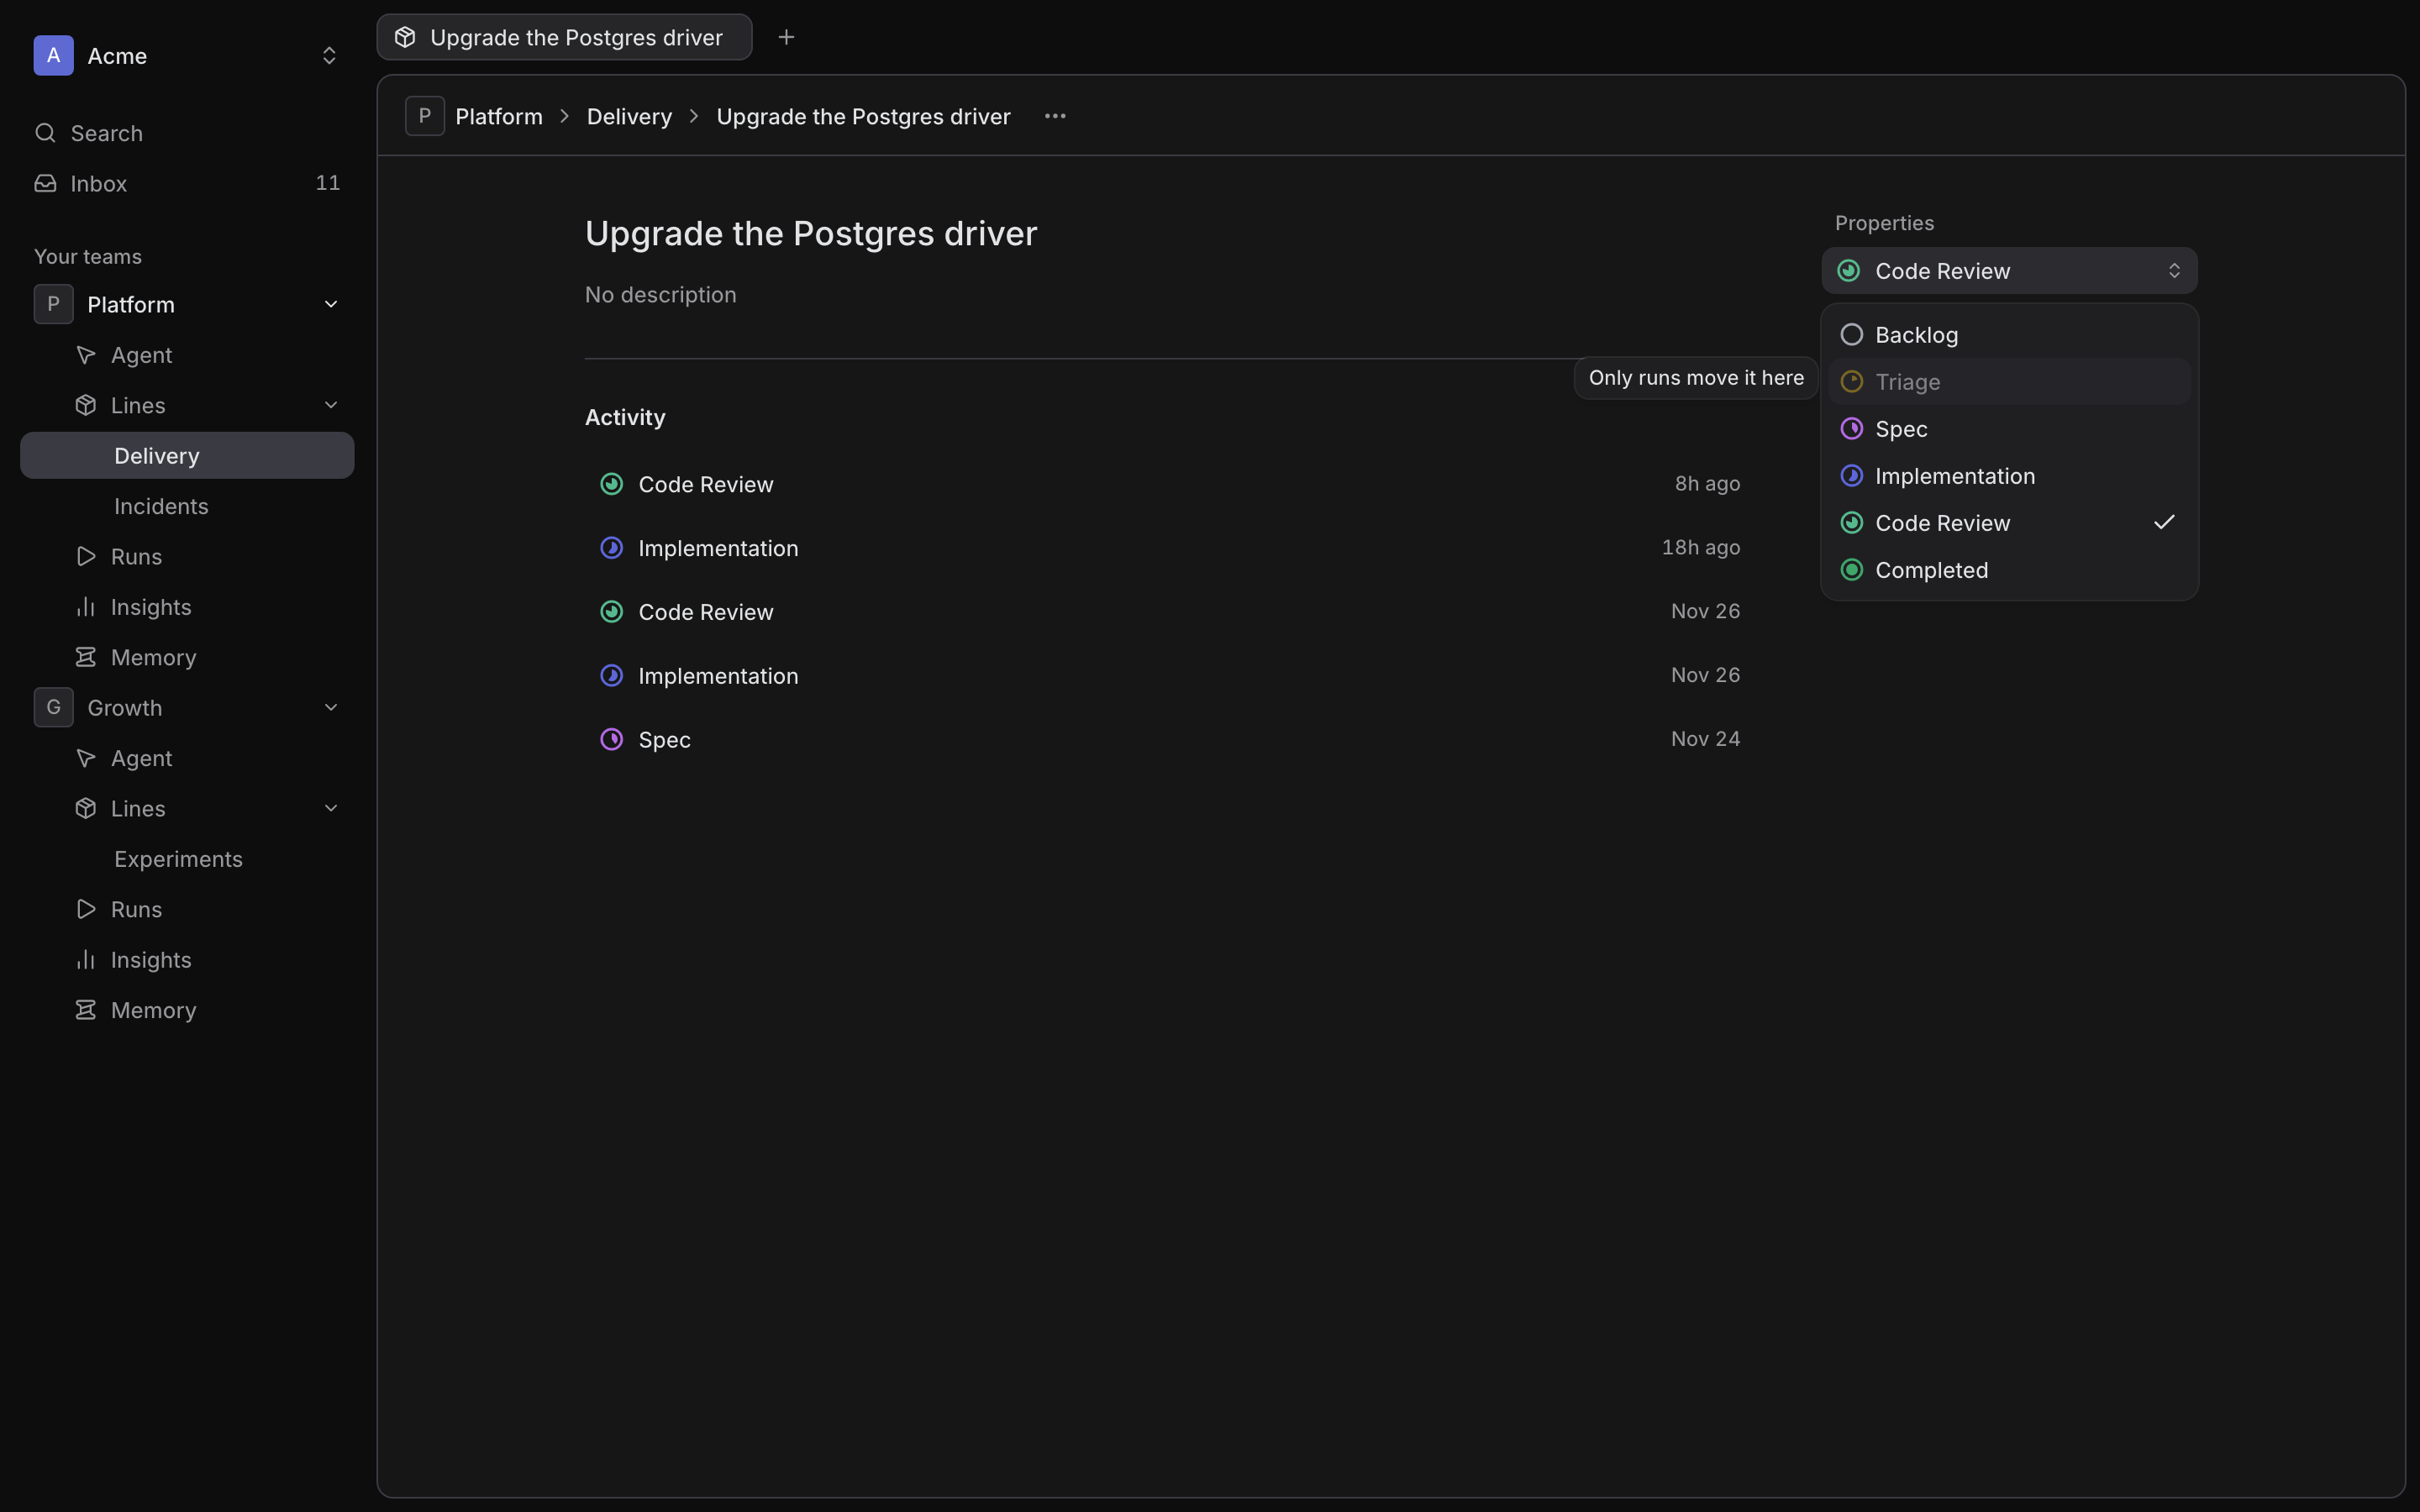 A Acme
Search
Inbox 11
Your teams
P Platform
Agent
Lines
Delivery
Incidents
Runs
Insights
Memory
G Growth
Agent
Lines
Experiments
Runs
Insights
Memory
Upgrade the Postgres driver
P Platform Delivery Upgrade the Postgres driver
Upgrade the Postgres driver
No description
Activity
Code Review 8h ago
Implementation 18h ago
Code Review Nov 26
Implementation Nov 26
Spec Nov 24
Properties
Code Review
Backlog
Only runs move it here
Triage
Spec
Implementation
Code Review
Completed